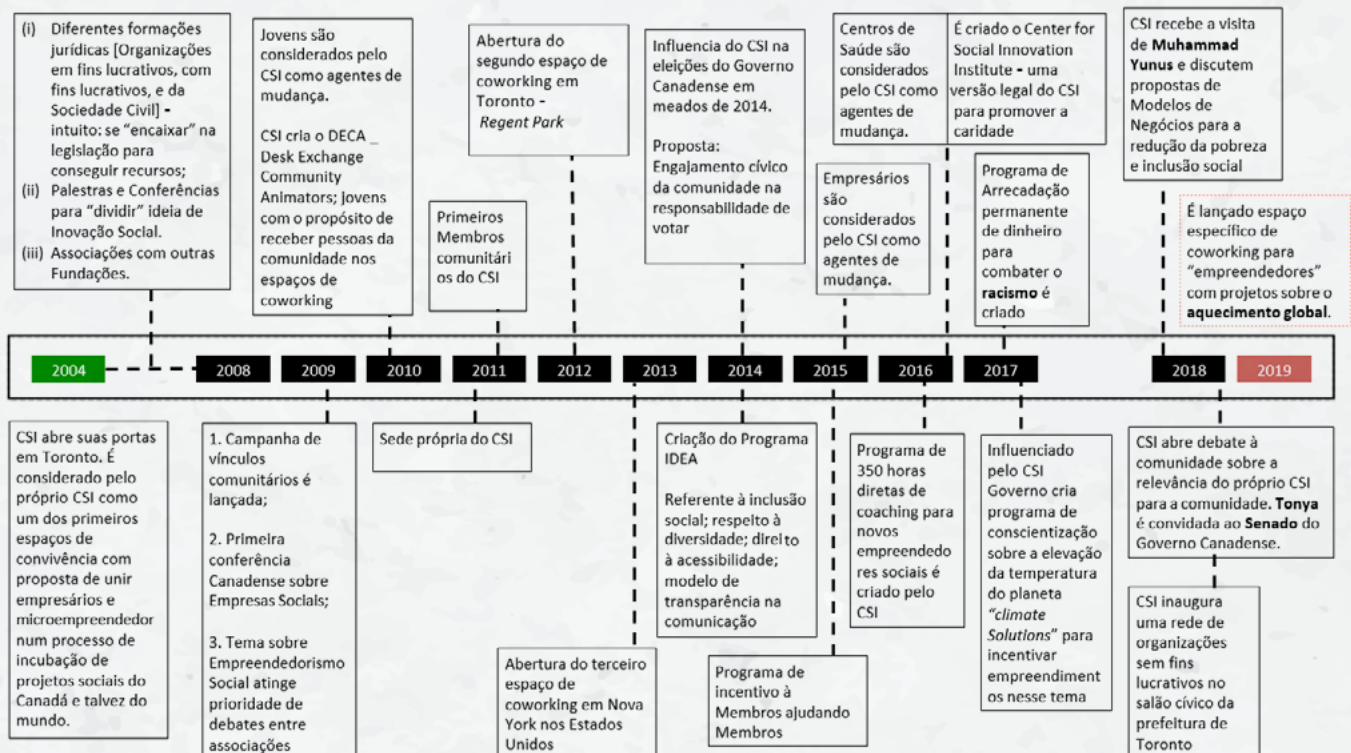 (i) Diferentes formações
jurídicas [Organizações
em fins lucrativos, com
fins lucrativos, e da
Sociedade Civil] -
intuito: se “encaixar” na
legislação para
conseguir recursos;
(ii) Palestras e Conferências
para “dividir” ideia de
Inovação Social.
(iii) Associações com outras
Fundações.
Jovens são
considerados pelo
CSI como agentes de
mudança.
CSI cria o DECA _
Desk Exchange
Community
Animators; Jovens
com o propósito de
receber pessoas da
comunidade nos
espaços de
coworking
Primeiros
Membros
comunitári
os do CSI
Abertura do
segundo espaço de
coworking em
Toronto -
Regent Park
Influencia do CSI na
eleições do Governo
Canadense em
meados de 2014.
Proposta:
Engajamento cívico
da comunidade na
responsabilidade de
votar
Centros de
Saúde são
considerados
pelo CSI como
agentes de
mudança.
Empresários
são
considerados
pelo CSI como
agentes de
mudança.
É criado o Center for
Social Innovation
Institute - uma
versão legal do CSI
para promover a
caridade
Programa de
Arrecadação
permanente
de dinheiro
para
combater o
racismo é
criado
CSI recebe a visita
de Muhammad
Yunus e discutem
propostas de
Modelos de
Negócios para a
redução da pobreza
e inclusão social
É lançado espaço
específico de
coworking para
“empreendedores”
com projetos sobre o
aquecimento global.
2004
2008
2009
2010
2011
2012
2013
2014
2015
2016
2017
2018
2019
CSI abre suas portas
em Toronto. É
considerado pelo
próprio CSI como
um dos primeiros
espaços de
convivência com
proposta de unir
empresários e
microempreendedor
num processo de
incubação de
projetos sociais do
Canadá e talvez do
mundo.
1. Campanha de
vínculos
comunitários é
lançada;
2. Primeira
conferência
Canadense sobre
Empresas Socials;
3. Tema sobre
Empreendedorismo
Social atinge
prioridade de
debates entre
associações
Sede própria do CSI
Abertura do terceiro
espaço de
coworking em Nova
York nos Estados
Unidos
Criação do Programa
IDEA
Referente à inclusão
social; respeito à
diversidade; direito
à acessibilidade;
modelo de
transparência na
comunicação
Programa de
incentivo à
Membros ajudando
Membros
Programa de
350 horas
diretas de
coaching para
novos
empreendedo
res sociais é
criado pelo
CSI
Influenciado
pelo CSI
Governo cria
programa de
conscientização
sobre a elevação
da temperatura
do planeta
“climate
Solutions” para
incentivar
empreendiment
os nesse tema
CSI abre debate à
comunidade sobre a
relevância do próprio CSI
para a comunidade. Tonya
é convidada ao Senado do
Governo Canadense.
CSI inaugura
uma rede de
organizações
sem fins
lucrativos no
salão cívico da
prefeitura de
Toronto